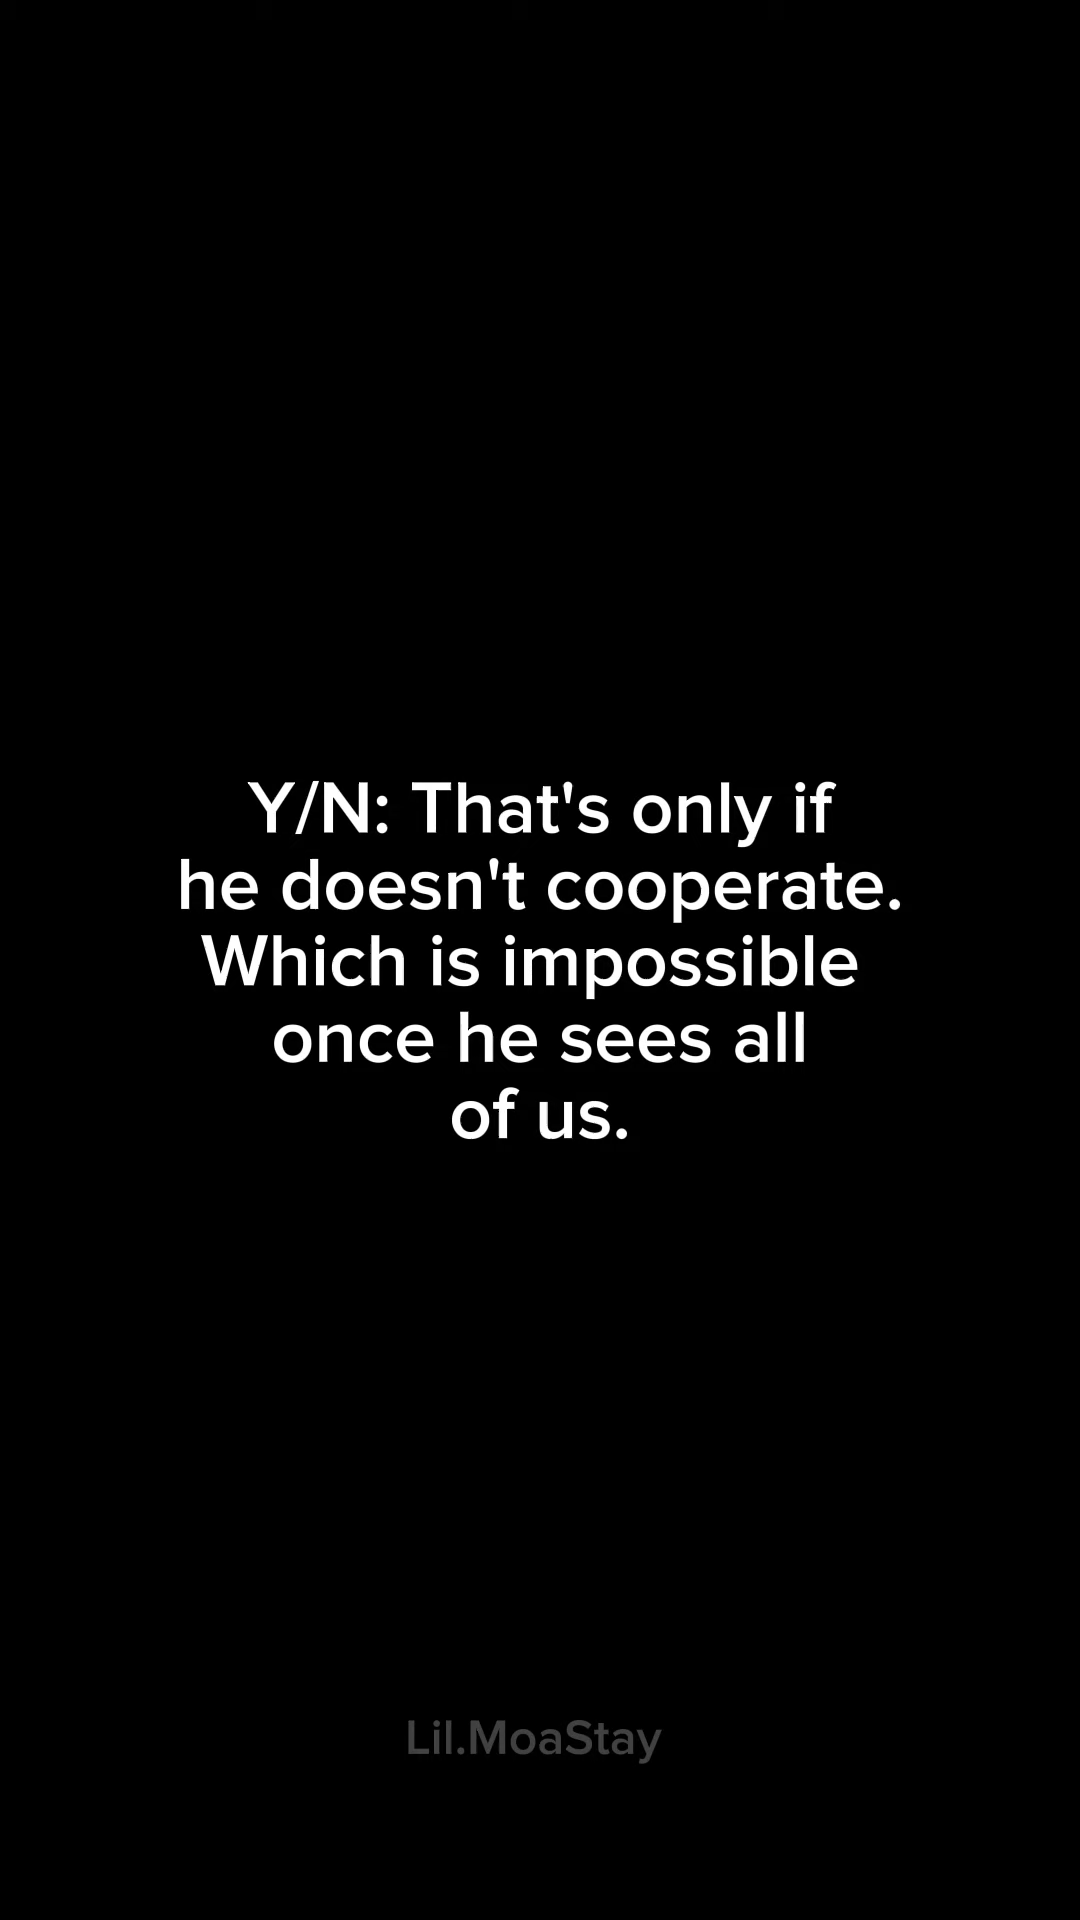 Y/N: That's only if
he doesn't cooperate.
Which is impossible
once he sees all
of us.
Lil.MoaStay